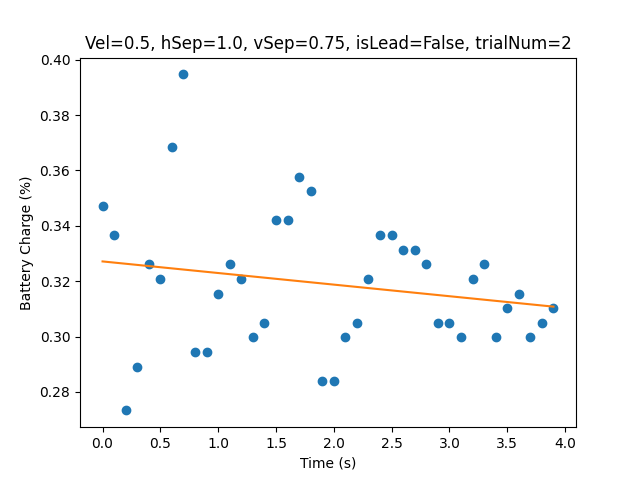 Vel=0.5, hSep=1.0, vSep=0.75, isLead=False, trialNum=2
Battery Charge (%)
0.40
0.38
0.36
0.34
0.32
0.30
0.28
0.0 0.5 1.0 1.5 2.0 2.5 3.0 3.5 4.0
Time (s)